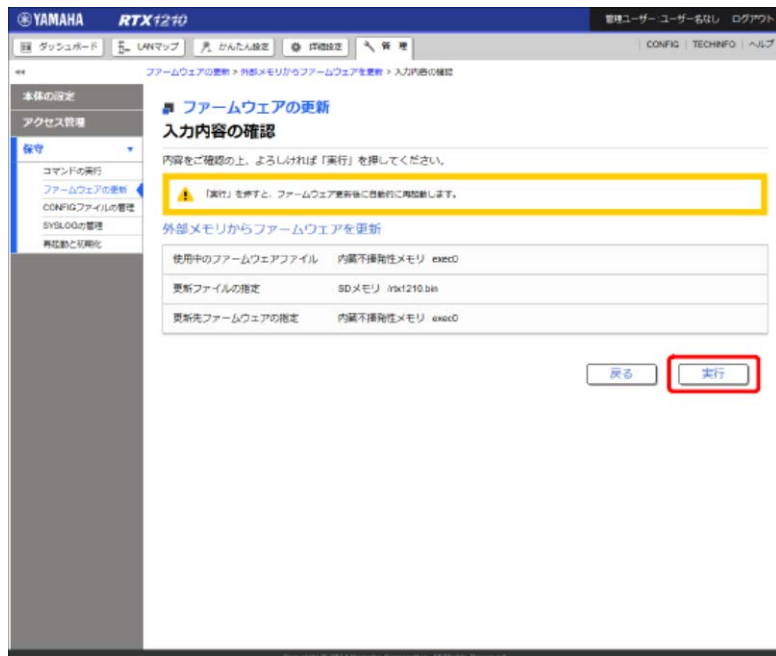 YAMAHA RTX1210 管理ユーザー:ユーザー名なし ログアウト
ダッシュボード LANマップ かんたん設定 詳細設定 管理 CONFIG TECHINFO ヘルプ
ファームウェアの更新 > 外部メモリからファームウェアを更新 > 入力内容の確認
本体の設定
アクセス管理
保守
コマンドの実行
ファームウェアの更新
CONFIGファイルの管理
SYSLOGの管理
再起動と初期化
ファームウェアの更新
入力内容の確認
内容をご確認の上、よろしければ「実行」を押してください。
「実行」を押すと、ファームウェア更新後に自動的に再起動します。
外部メモリからファームウェアを更新
使用中のファームウェアファイル 内蔵不揮発性メモリ exec0
更新ファイルの指定 SDメモリ /rtx1210.bin
更新先ファームウェアの指定 内蔵不揮発性メモリ exec0
戻る 実行